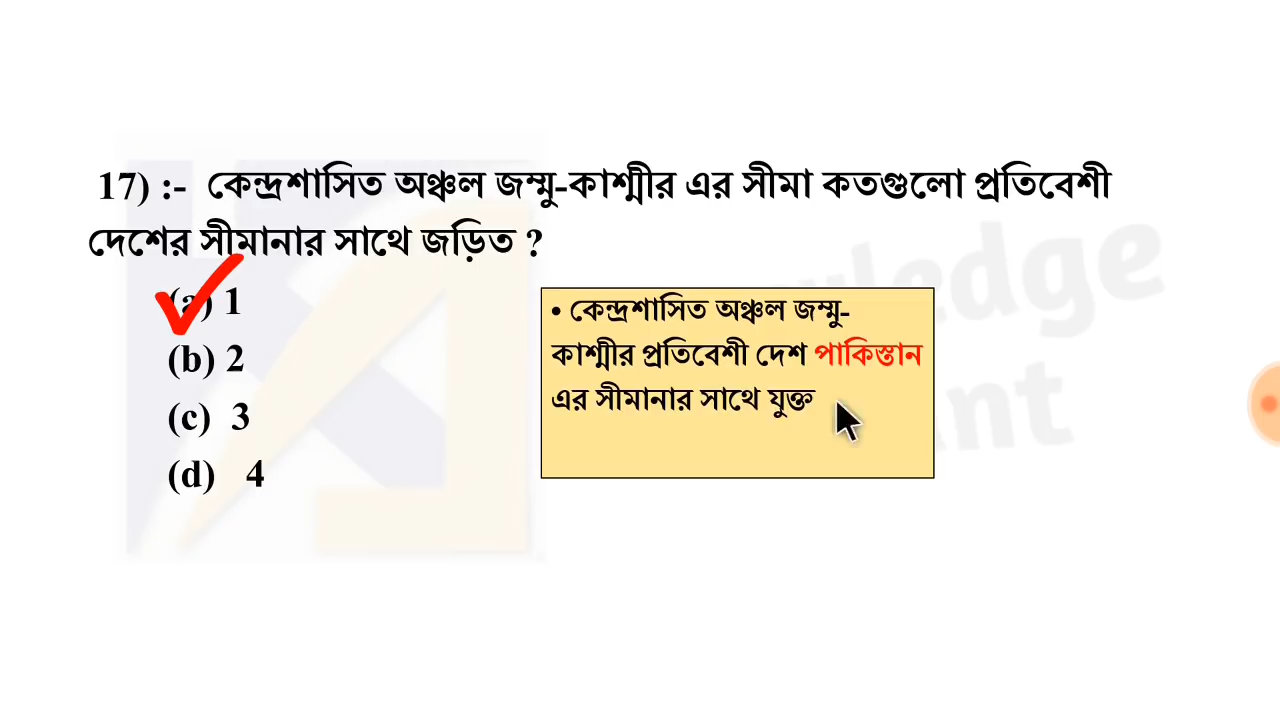 17) :- কেন্দ্রশাসিত অঞ্চল জম্মু-কাশ্মীর এর সীমা কতগুলো প্রতিবেশী
দেশের সীমানার সাথে জড়িত ?
(a) 1
(b) 2
(c) 3
(d) 4
• কেন্দ্রশাসিত অঞ্চল জম্মু-
কাশ্মীর প্রতিবেশী দেশ পাকিস্তান
এর সীমানার সাথে যুক্ত